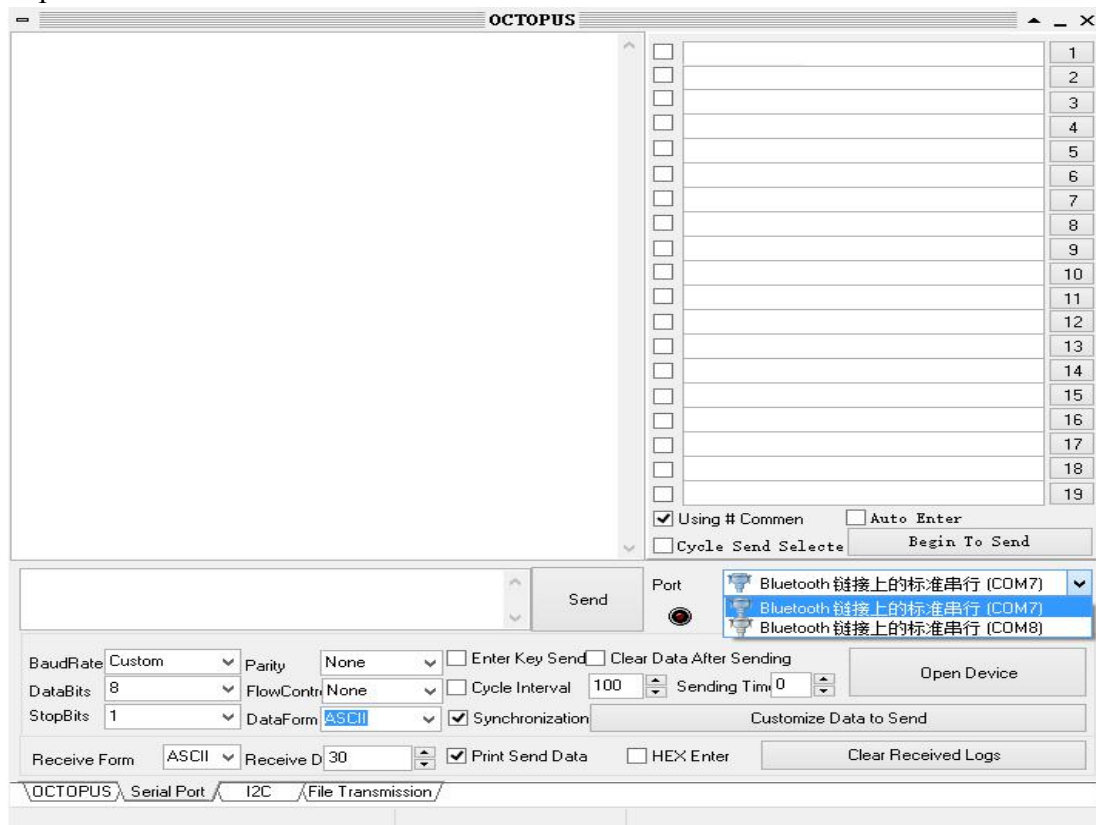 OCTOPUS
1
2
3
4
5
6
7
8
9
10
11
12
13
14
15
16
17
18
19
Using # Commen Auto Enter
Cycle Send Selecte Begin To Send
Send Port Bluetooth 链接上的标准串行 (COM7)
Bluetooth 链接上的标准串行 (COM7)
Bluetooth 链接上的标准串行 (COM8)
BaudRate Custom Parity None Enter Key Send Clear Data After Sending Open Device
DataBits 8 FlowContr None Cycle Interval 100 Sending Tim 0
StopBits 1 DataForm ASCII Synchronization Customize Data to Send
Receive Form ASCII Receive D 30 Print Send Data HEX Enter Clear Received Logs
OCTOPUS Serial Port I2C File Transmission